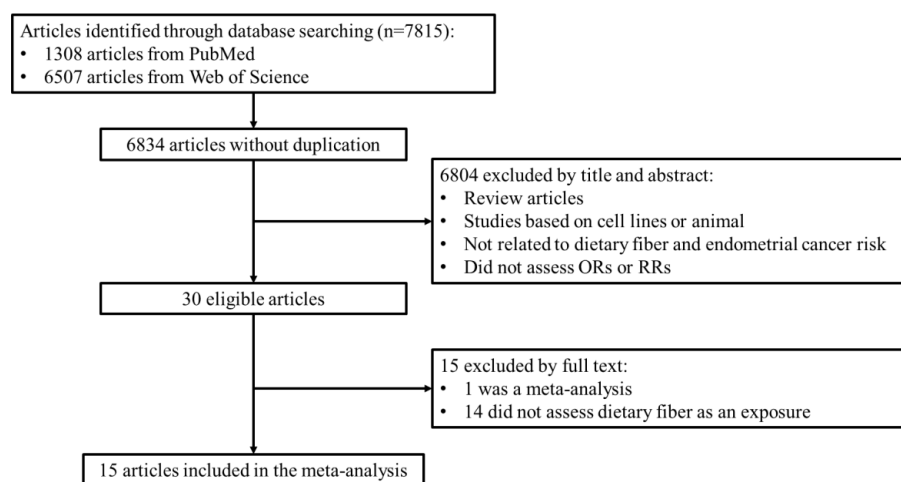 Articles identified through database searching (n=7815):
• 1308 articles from PubMed
• 6507 articles from Web of Science
6834 articles without duplication
6804 excluded by title and abstract:
• Review articles
• Studies based on cell lines or animal
• Not related to dietary fiber and endometrial cancer risk
• Did not assess ORs or RRs
30 eligible articles
15 excluded by full text:
• 1 was a meta-analysis
• 14 did not assess dietary fiber as an exposure
15 articles included in the meta-analysis